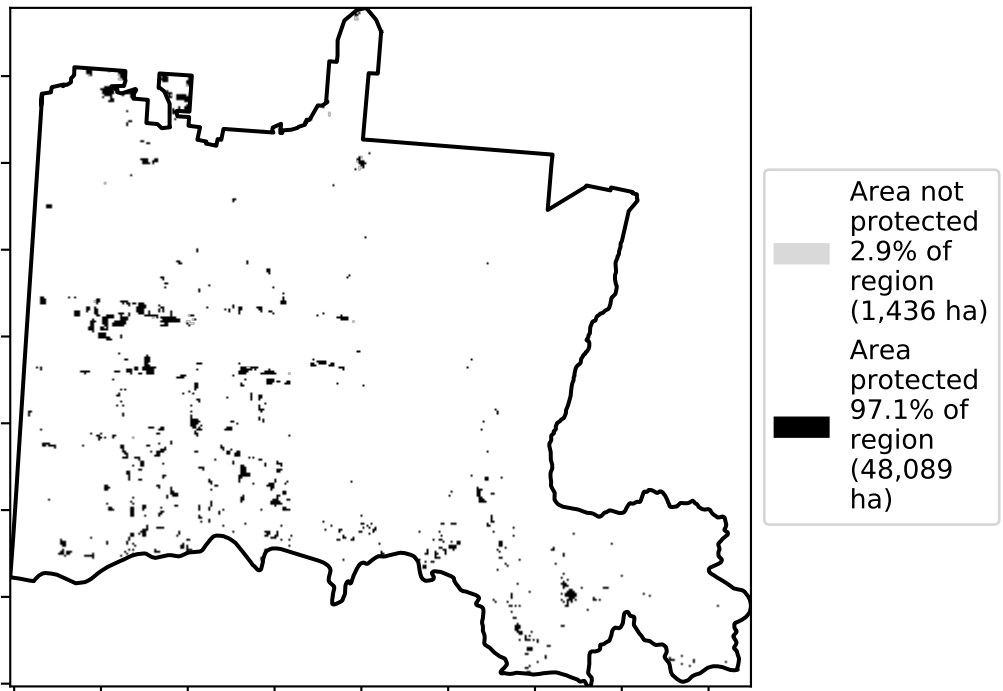 Area not
protected
2.9% of
region
(1,436 ha)
Area
protected
97.1% of
region
(48,089
ha)